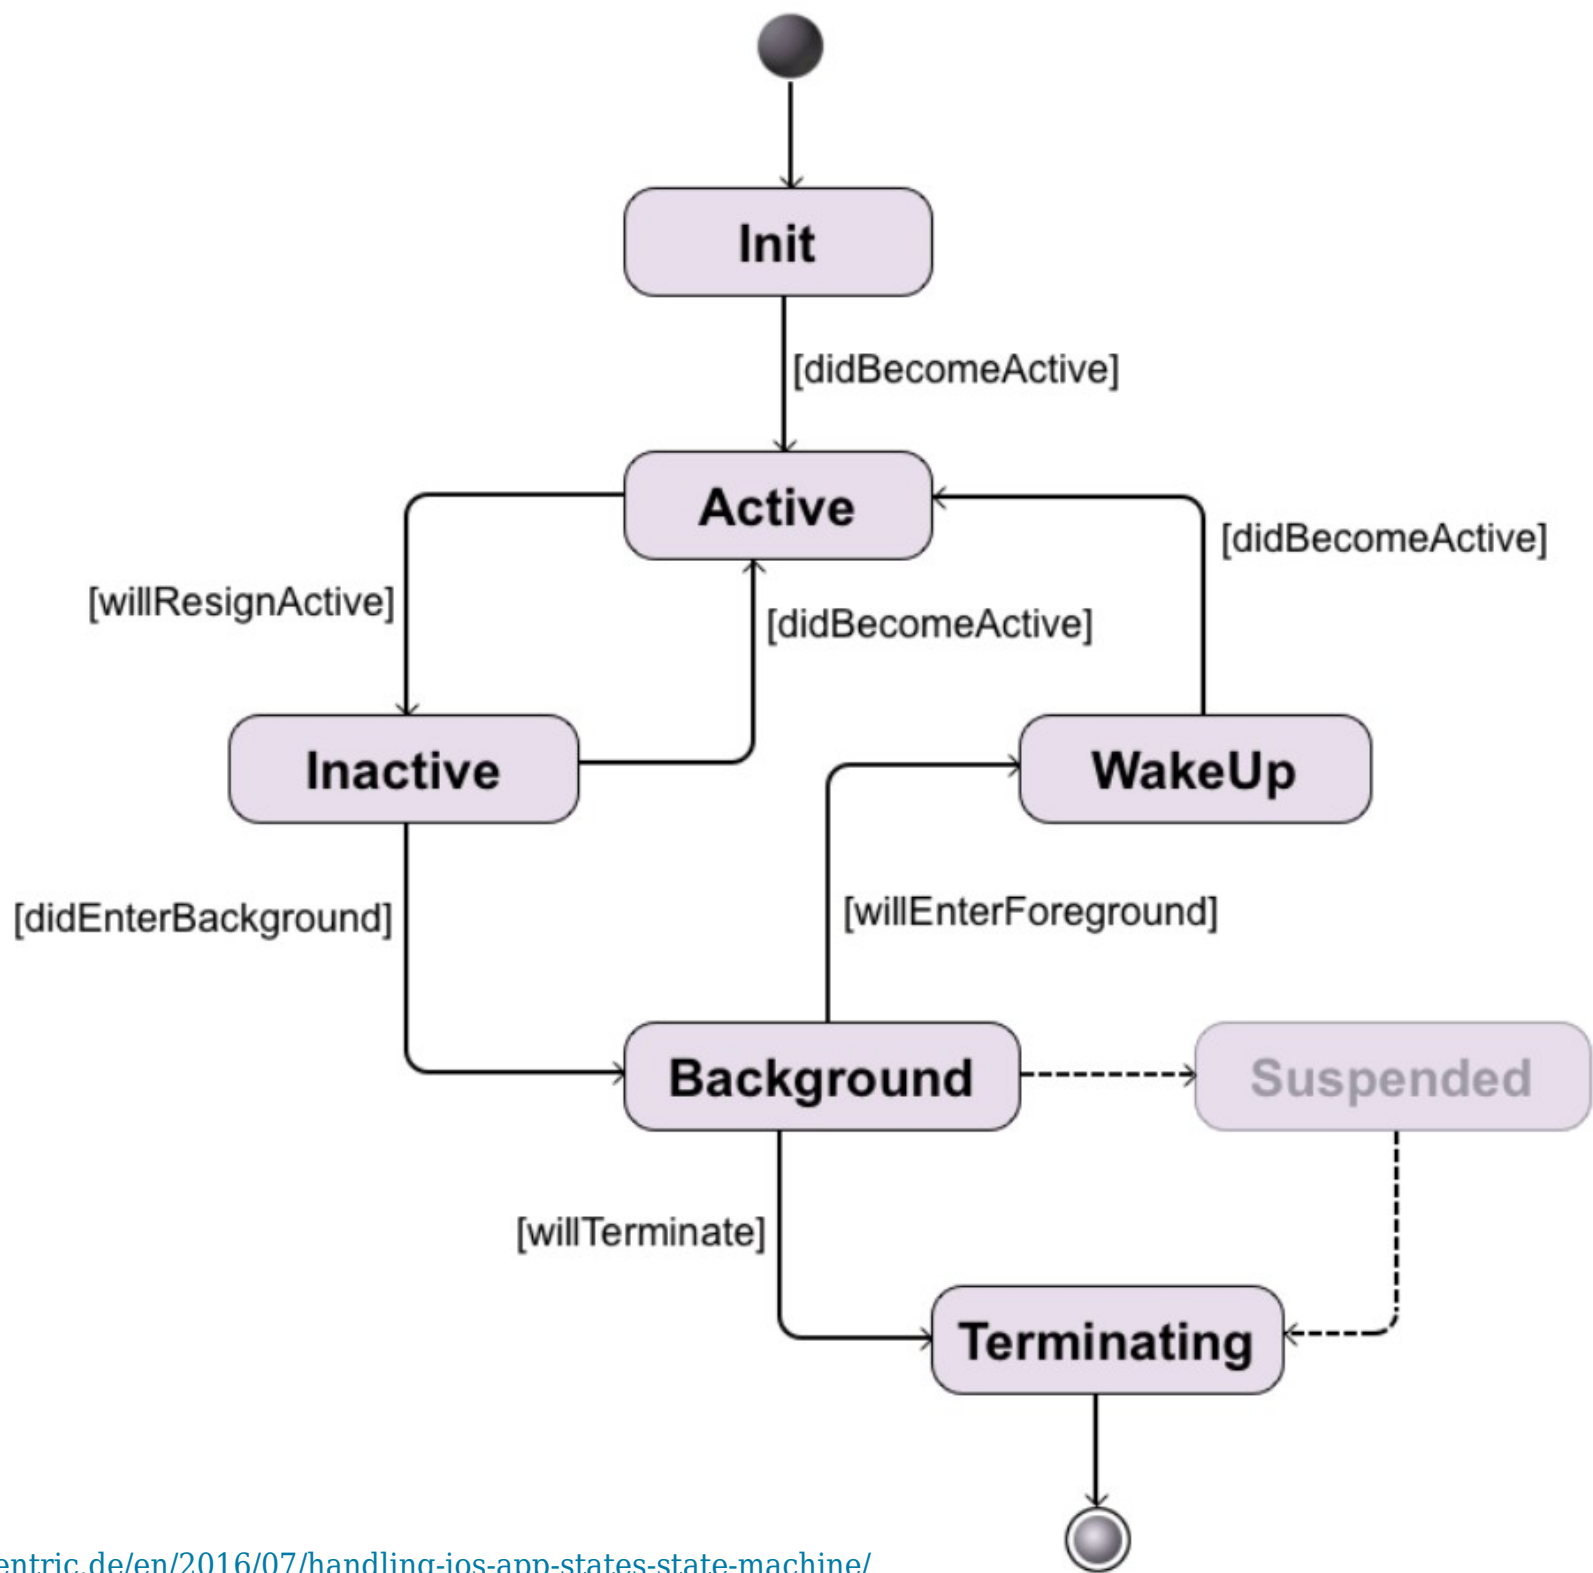 Init
[didBecomeActive]
Active
[didBecomeActive]
[willResignActive]
[didBecomeActive]
Inactive
WakeUp
[didEnterBackground]
[willEnterForeground]
Background
Suspended
[willTerminate]
Terminating
entric.de/en/2016/07/handling-ios-app-states-state-machine/